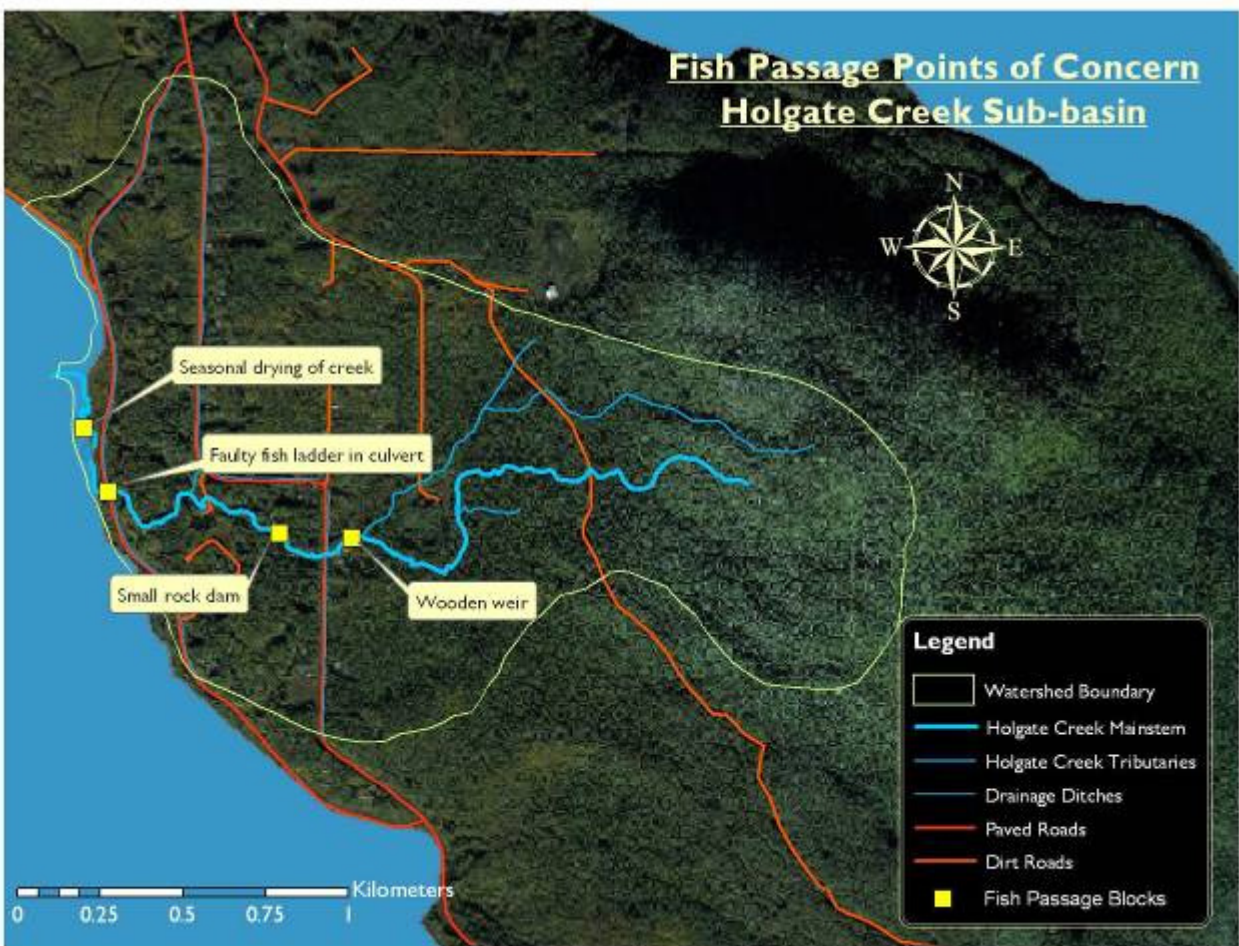 Fish Passage Points of Concern
Holgate Creek Sub-basin
N
W E
S
Seasonal drying of creek
Faulty fish ladder in culvert
Small rock dam
Wooden weir
Legend
Watershed Boundary
Holgate Creek Mainstem
Holgate Creek Tributaries
Drainage Ditches
Paved Roads
Dirt Roads
Fish Passage Blocks
Kilometers
0 0.25 0.5 0.75 1